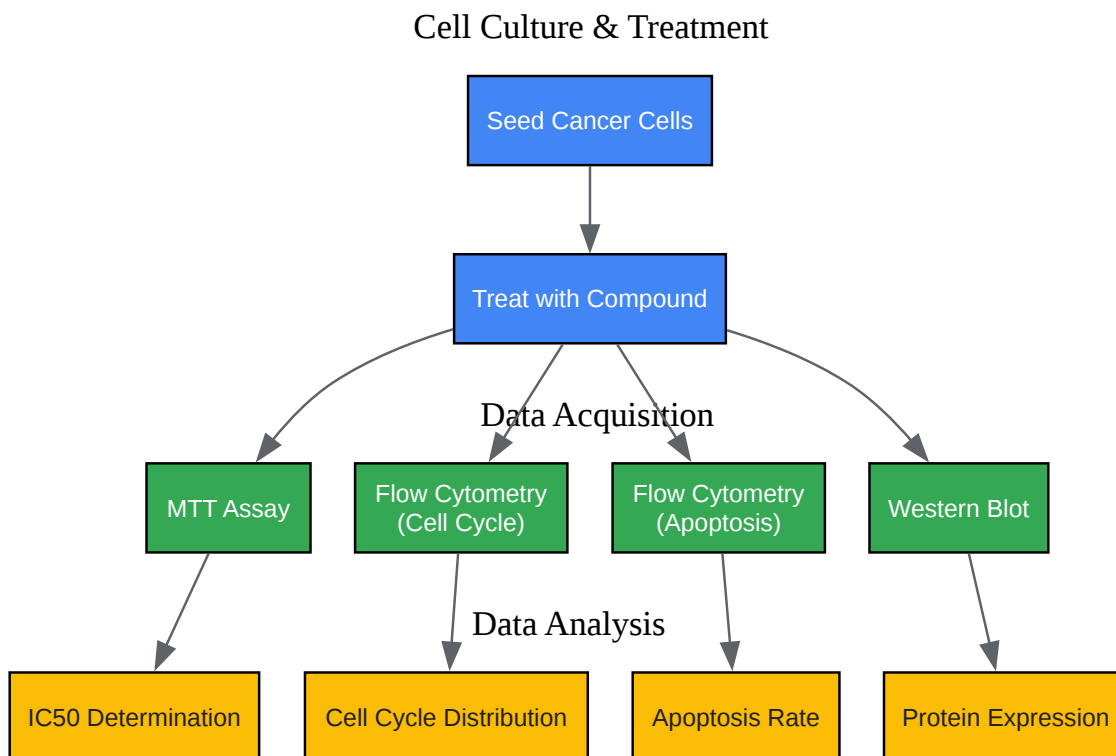 Cell Culture & Treatment
Seed Cancer Cells
Treat with Compound
Data Acquisition
MTT Assay
Flow Cytometry
(Cell Cycle)
Flow Cytometry
(Apoptosis)
Western Blot
Data Analysis
IC50 Determination
Cell Cycle Distribution
Apoptosis Rate
Protein Expression